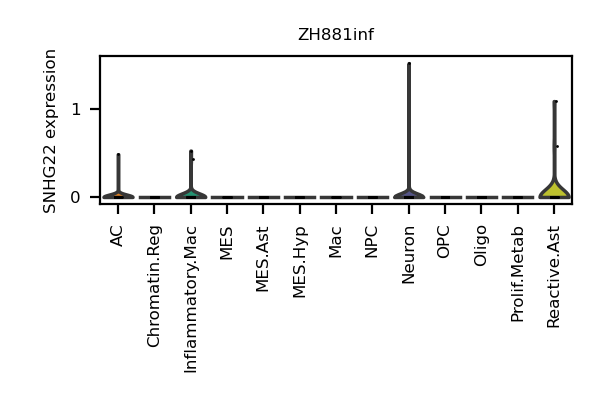 ZH881inf
SNHG22 expression
1
0
AC
Chromatin.Reg
Inflammatory.Mac
MES
MES.Ast
MES.Hyp
Mac
NPC
Neuron
OPC
Oligo
Prolif.Metab
Reactive.Ast